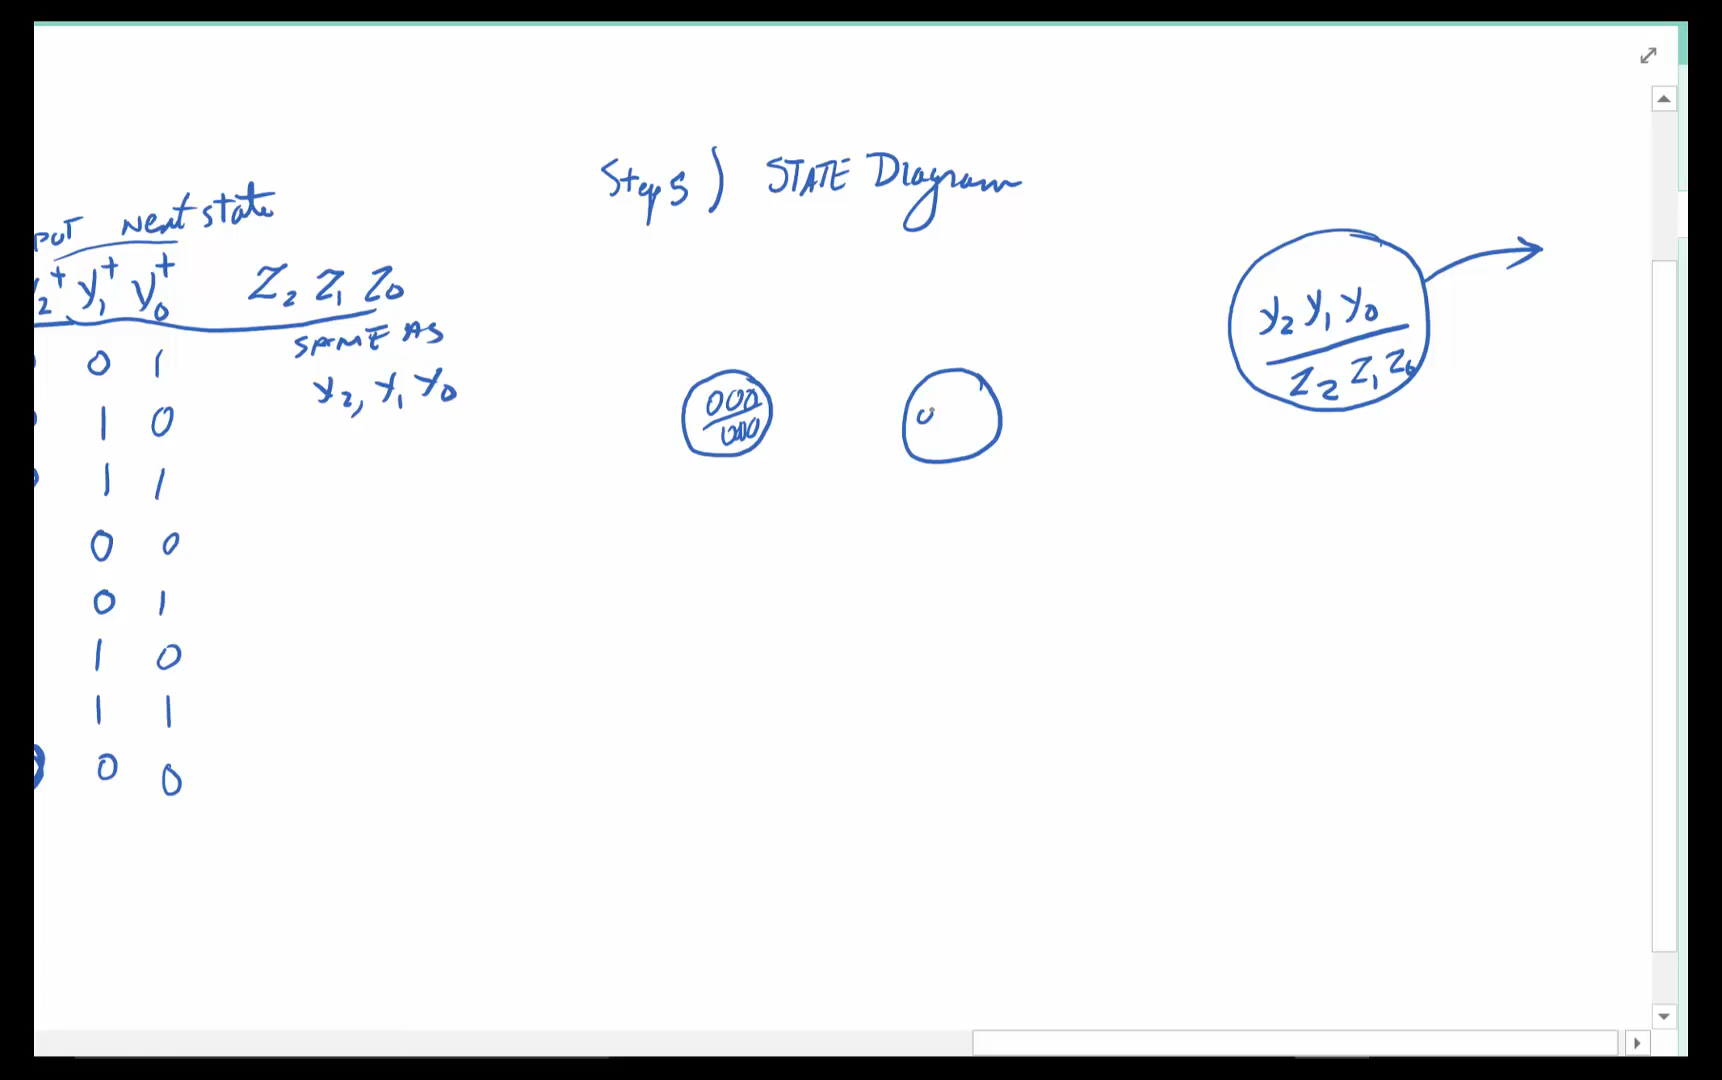 Step 5) STATE Diagram
PUT Next state
2+ y1+ y0+ Z2 Z1 Z0
SAME AS
y2, y1 y0
0 1
1 0
1 1
0 0
0 1
1 0
1 1
0 0
000
000
0
y2 y1 y0
Z2 Z1 Z0